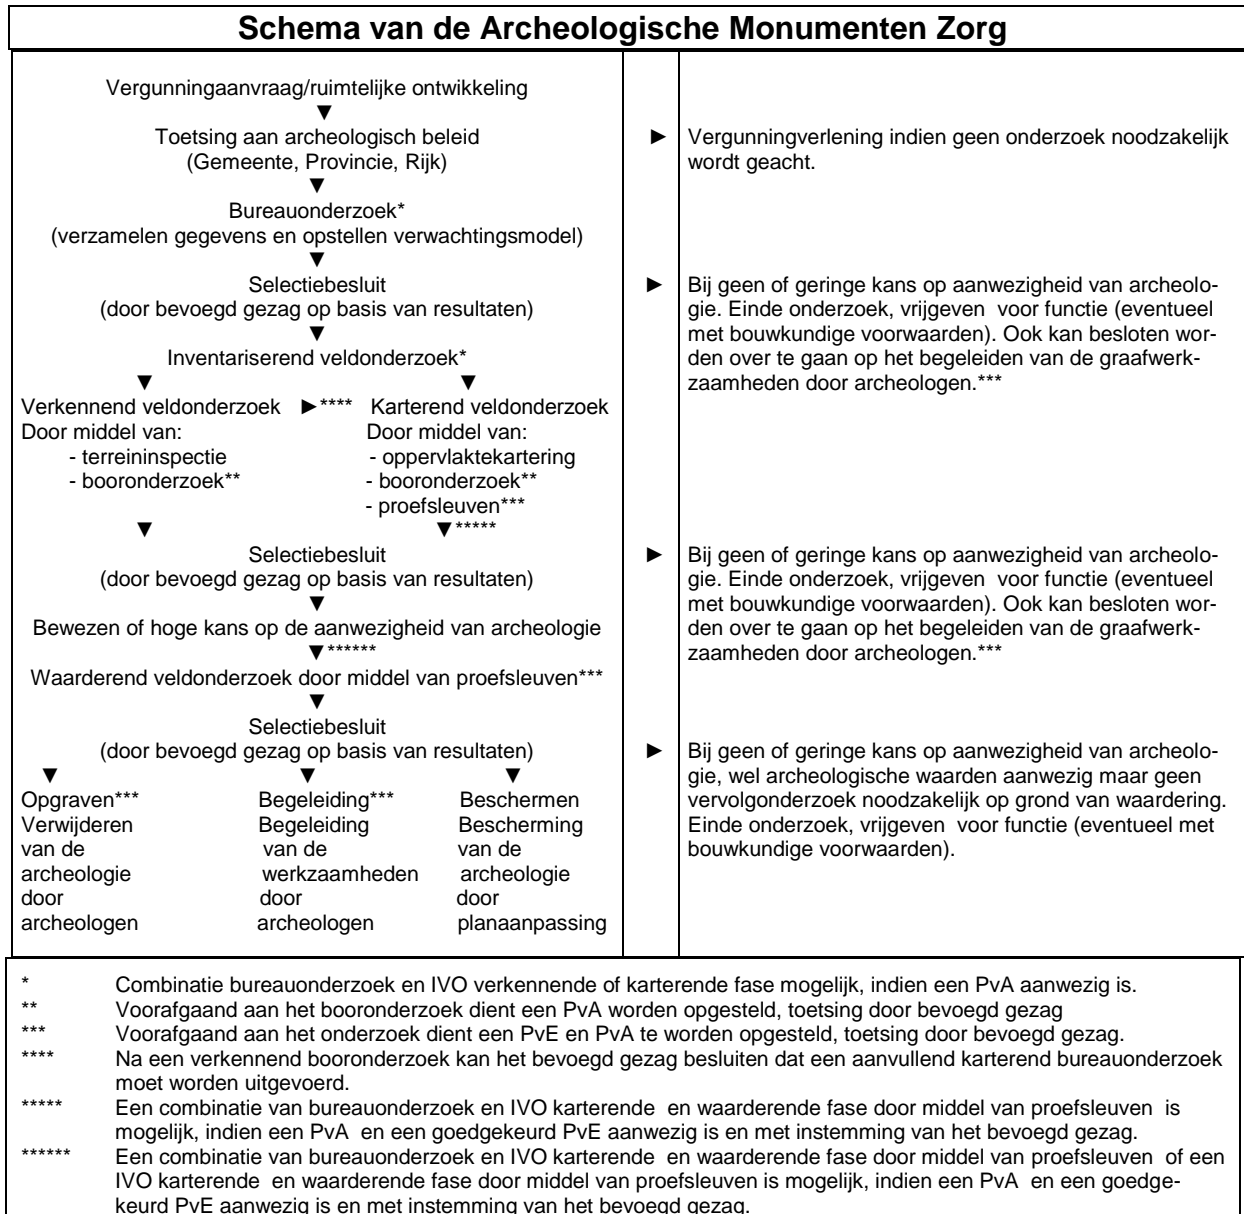 Schema van de Archeologische Monumenten Zorg
Vergunningaanvraag/ruimtelijke ontwikkeling
▼
Toetsing aan archeologisch beleid
(Gemeente, Provincie, Rijk)
► Vergunningverlening indien geen onderzoek noodzakelijk
wordt geacht.
▼
Bureauonderzoek*
(verzamelen gegevens en opstellen verwachtingsmodel)
▼
Selectiebesluit
(door bevoegd gezag op basis van resultaten)
► Bij geen of geringe kans op aanwezigheid van archeolo-
gie. Einde onderzoek, vrijgeven voor functie (eventueel
met bouwkundige voorwaarden). Ook kan besloten wor-
den over te gaan op het begeleiden van de graafwerk-
zaamheden door archeologen.***
▼
Inventariserend veldonderzoek*
▼ ▼
Verkennend veldonderzoek ►**** Karterend veldonderzoek
Door middel van: Door middel van:
- terreininspectie - oppervlaktekartering
- booronderzoek** - booronderzoek**
- proefsleuven***
▼ ▼*****
Selectiebesluit
(door bevoegd gezag op basis van resultaten)
► Bij geen of geringe kans op aanwezigheid van archeolo-
gie. Einde onderzoek, vrijgeven voor functie (eventueel
met bouwkundige voorwaarden). Ook kan besloten wor-
den over te gaan op het begeleiden van de graafwerk-
zaamheden door archeologen.***
▼
Bewezen of hoge kans op de aanwezigheid van archeologie
▼******
Waarderend veldonderzoek door middel van proefsleuven***
▼
Selectiebesluit
(door bevoegd gezag op basis van resultaten)
► Bij geen of geringe kans op aanwezigheid van archeolo-
gie, wel archeologische waarden aanwezig maar geen
vervolgonderzoek noodzakelijk op grond van waardering.
Einde onderzoek, vrijgeven voor functie (eventueel met
bouwkundige voorwaarden).
▼ ▼ ▼
Opgraven*** Begeleiding*** Beschermen
Verwijderen Begeleiding Bescherming
van de van de van de
archeologie werkzaamheden archeologie
door door door
archeologen archeologen planaanpassing
* Combinatie bureauonderzoek en IVO verkennende of karterende fase mogelijk, indien een PvA aanwezig is.
** Voorafgaand aan het booronderzoek dient een PvA worden opgesteld, toetsing door bevoegd gezag
*** Voorafgaand aan het onderzoek dient een PvE en PvA te worden opgesteld, toetsing door bevoegd gezag.
**** Na een verkennend booronderzoek kan het bevoegd gezag besluiten dat een aanvullend karterend bureauonderzoek
moet worden uitgevoerd.
***** Een combinatie van bureauonderzoek en IVO karterende en waarderende fase door middel van proefsleuven is
mogelijk, indien een PvA en een goedgekeurd PvE aanwezig is en met instemming van het bevoegd gezag.
****** Een combinatie van bureauonderzoek en IVO karterende en waarderende fase door middel van proefsleuven of een
IVO karterende en waarderende fase door middel van proefsleuven is mogelijk, indien een PvA en een goedge-
keurd PvE aanwezig is en met instemming van het bevoegd gezag.